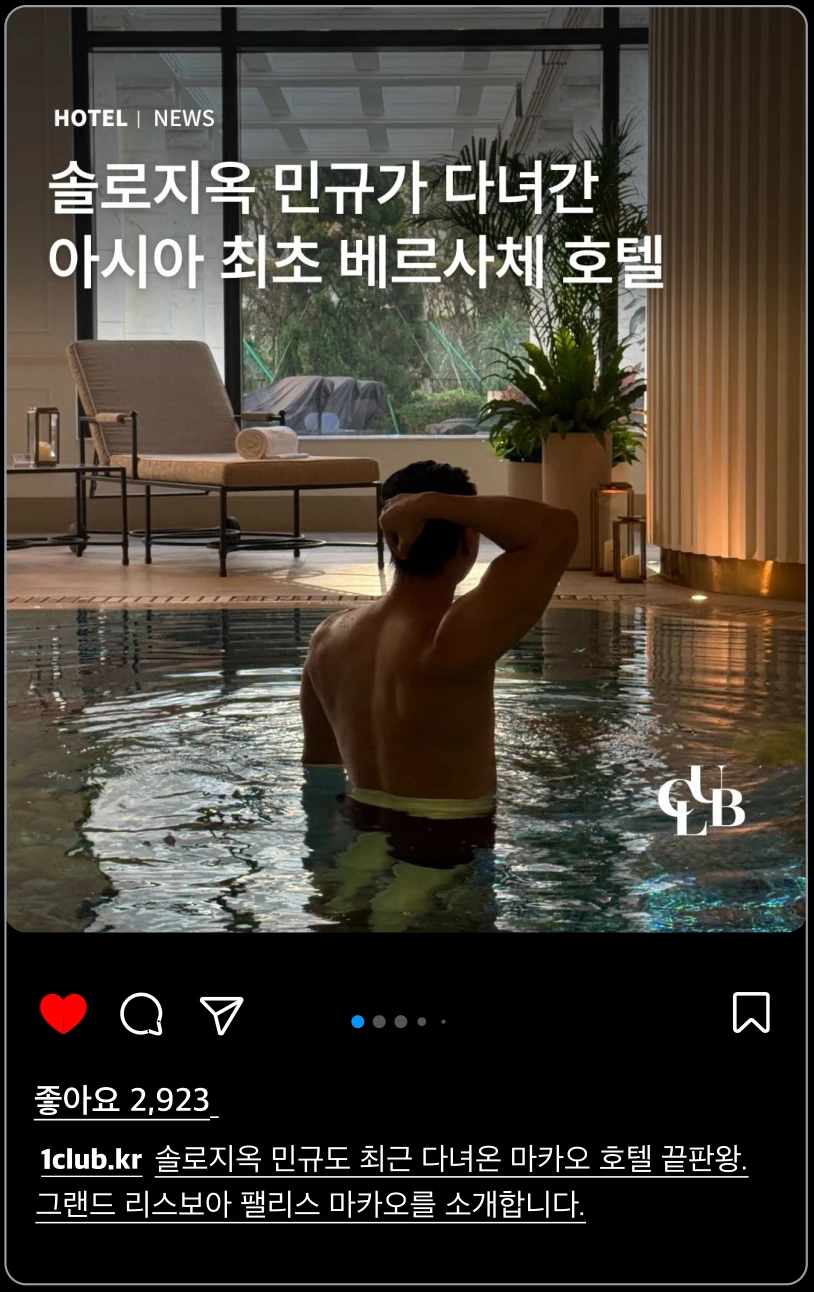 HOTEL | NEWS
솔로지옥 민규가 다녀간
아시아 최초 베르사체 호텔
CLUB
좋아요 2,923_
1club.kr 솔로지옥 민규도 최근 다녀온 마카오 호텔 끝판왕.
그랜드 리스보아 팰리스 마카오를 소개합니다.